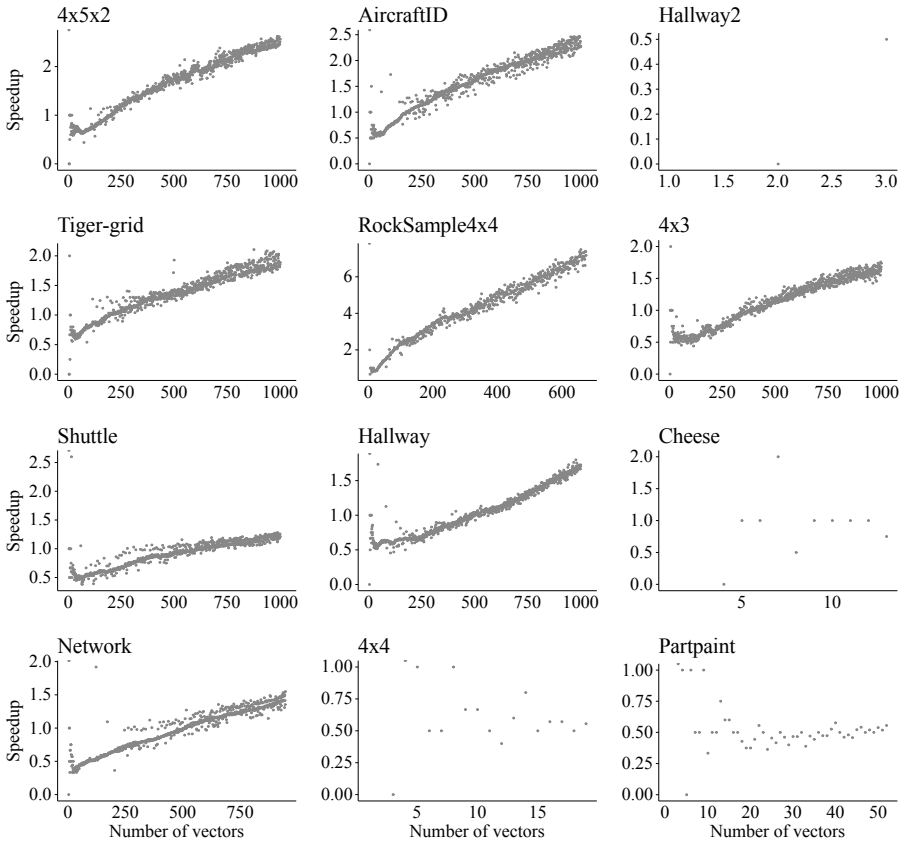 4x5x2 AircraftID Hallway2
Speedup
2
1
0
0 250 500 750 1000
2.5
2.0
1.5
1.0
0.5
0.0
0 250 500 750 1000
0.5
0.4
0.3
0.2
0.1
0.0
1.0 1.5 2.0 2.5 3.0
Tiger-grid RockSample4x4 4x3
Speedup
2.0
1.5
1.0
0.5
0.0
0 250 500 750 1000
6
4
2
0 200 400 600
2.0
1.5
1.0
0.5
0.0
0 250 500 750 1000
Shuttle Hallway Cheese
Speedup
2.5
2.0
1.5
1.0
0.5
0 250 500 750 1000
1.5
1.0
0.5
0.0
0 250 500 750 1000
2.0
1.5
1.0
0.5
0.0
5 10
Network 4x4 Partpaint
Speedup
2.0
1.5
1.0
0.5
0.0
0 250 500 750
Number of vectors
1.00
0.75
0.50
0.25
0.00
5 10 15
Number of vectors
1.00
0.75
0.50
0.25
0.00
0 10 20 30 40 50
Number of vectors